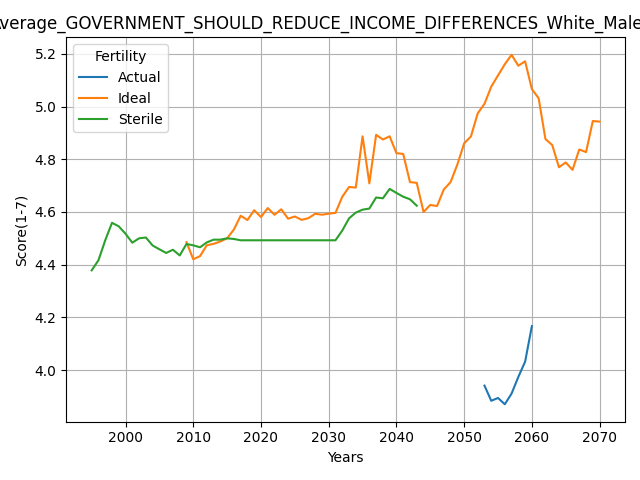 verage_GOVERNMENT_SHOULD_REDUCE_INCOME_DIFFERENCES_White_Male
Fertility
Actual
Ideal
Sterile
Score(1-7)
5.2
5.0
4.8
4.6
4.4
4.2
4.0
2000 2010 2020 2030 2040 2050 2060 2070
Years